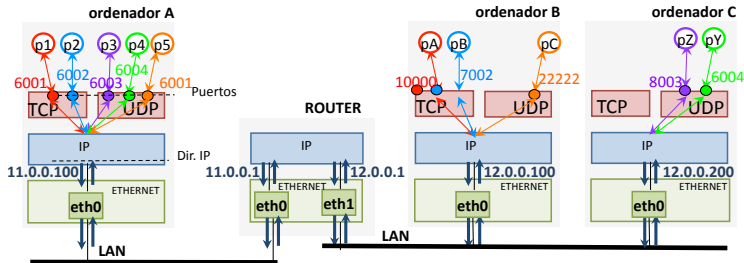 ordenador A
p1 p2 p3 p4 p5
6001 6002 6003 6004 6001
Puertos
TCP UDP
IP
Dir. IP
11.0.0.100
ETHERNET
eth0
LAN
ROUTER
IP
11.0.0.1 12.0.0.1
ETHERNET
eth0 eth1
LAN
ordenador B
pA pB pC
10000 7002 22222
TCP UDP
IP
12.0.0.100
ETHERNET
eth0
ordenador C
pZ pY
8003 6004
TCP UDP
IP
12.0.0.200
ETHERNET
eth0